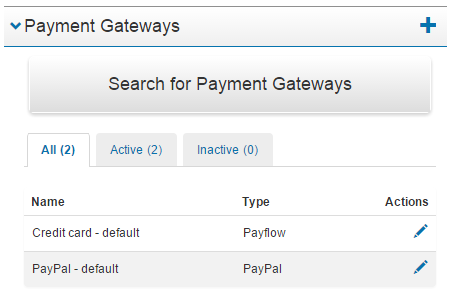 Payment Gateways
Search for Payment Gateways
All (2) Active (2) Inactive (0)
Name Type Actions
Credit card - default Payflow
PayPal - default PayPal